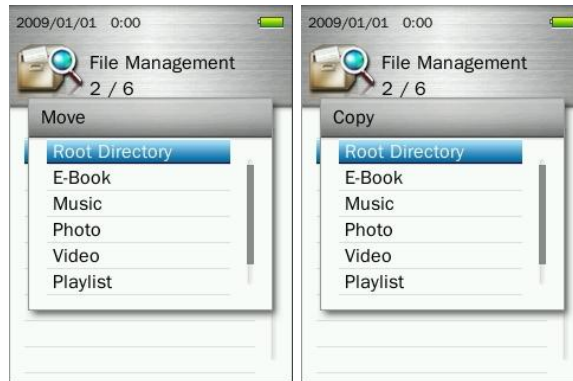 2009/01/01 0:00
File Management
2 / 6
Move
Root Directory
E-Book
Music
Photo
Video
Playlist
2009/01/01 0:00
File Management
2 / 6
Copy
Root Directory
E-Book
Music
Photo
Video
Playlist